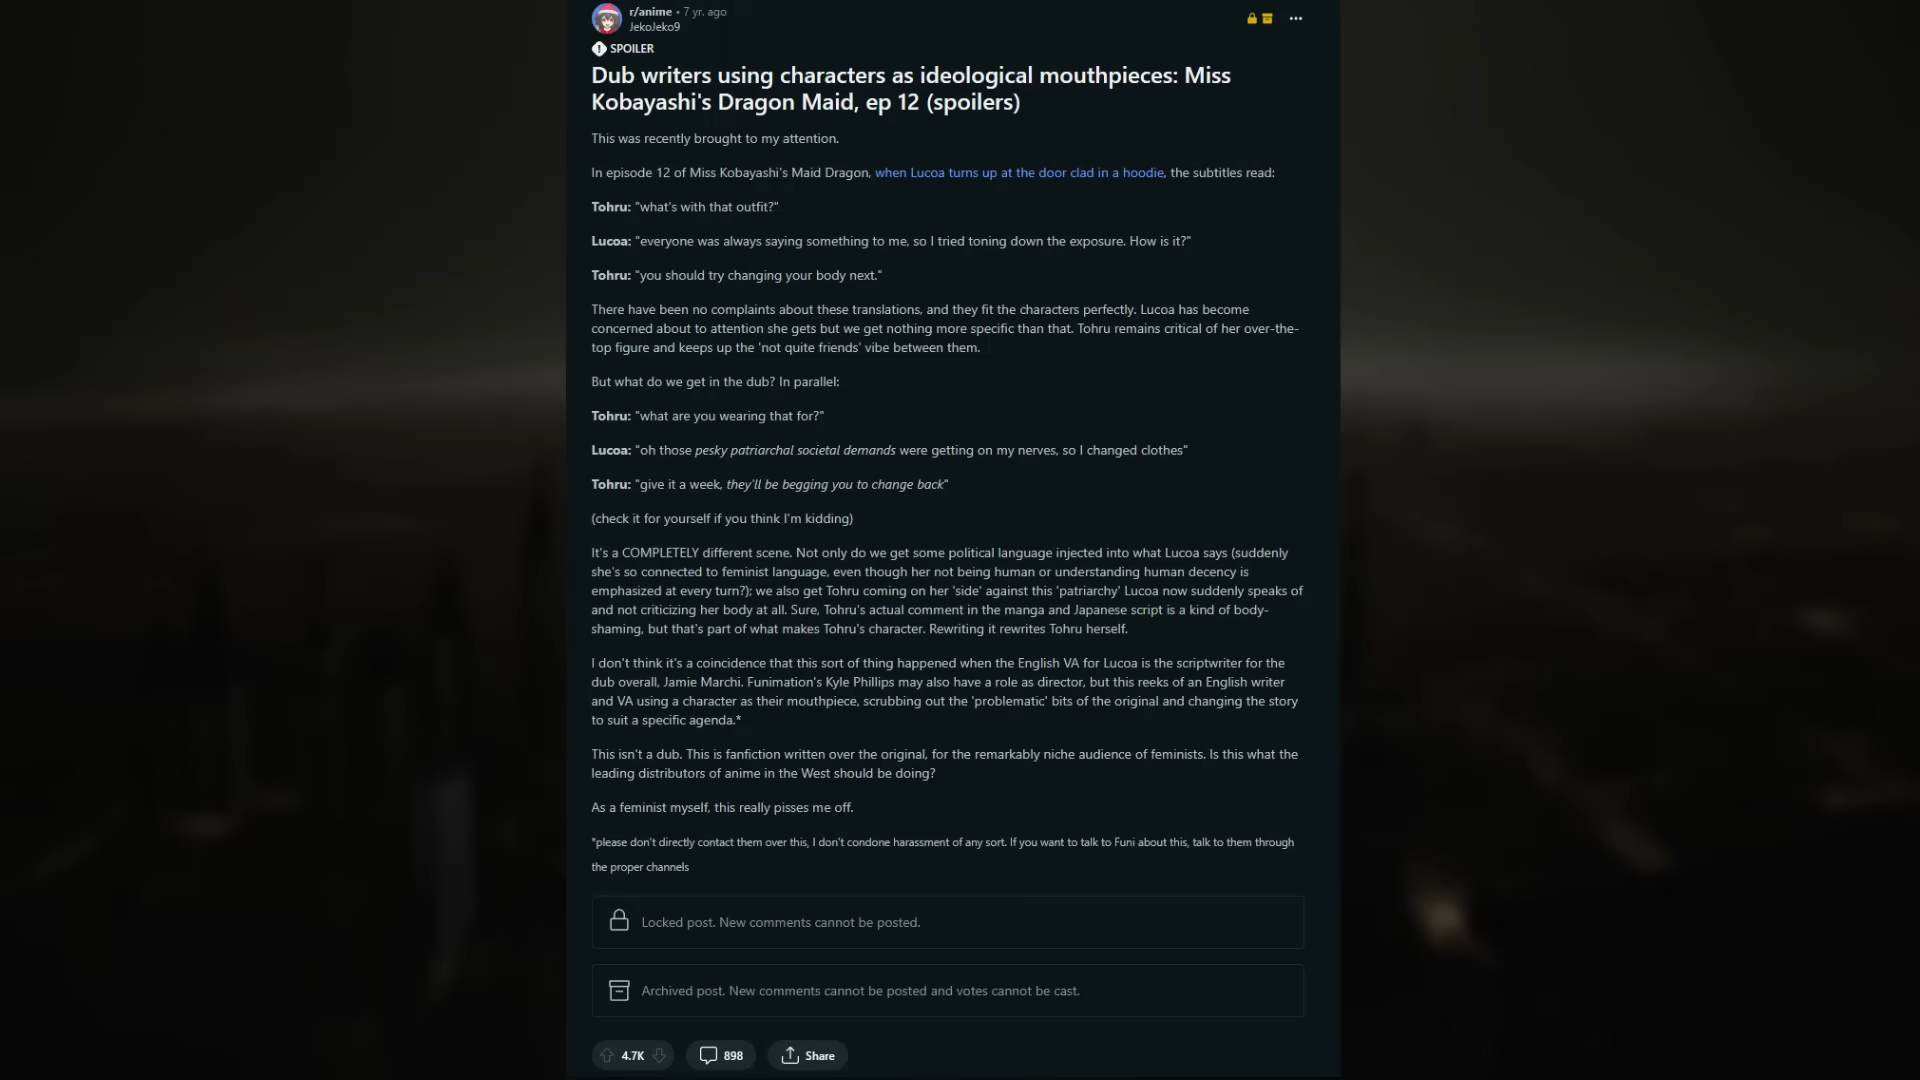 r/anime • 7 yr. ago
JekoJeko9
SPOILER
Dub writers using characters as ideological mouthpieces: Miss
Kobayashi's Dragon Maid, ep 12 (spoilers)
This was recently brought to my attention.
In episode 12 of Miss Kobayashi's Maid Dragon, when Lucoa turns up at the door clad in a hoodie, the subtitles read:
Tohru: "what's with that outfit?"
Lucoa: "everyone was always saying something to me, so I tried toning down the exposure. How is it?"
Tohru: "you should try changing your body next."
There have been no complaints about these translations, and they fit the characters perfectly. Lucoa has become
concerned about to attention she gets but we get nothing more specific than that. Tohru remains critical of her over-the-
top figure and keeps up the 'not quite friends' vibe between them.
But what do we get in the dub? In parallel:
Tohru: "what are you wearing that for?"
Lucoa: "oh those pesky patriarchal societal demands were getting on my nerves, so I changed clothes"
Tohru: "give it a week, they'll be begging you to change back"
(check it for yourself if you think I'm kidding)
It's a COMPLETELY different scene. Not only do we get some political language injected into what Lucoa says (suddenly
she's so connected to feminist language, even though her not being human or understanding human decency is
emphasized at every turn?); we also get Tohru coming on her 'side' against this 'patriarchy' Lucoa now suddenly speaks of
and not criticizing her body at all. Sure, Tohru's actual comment in the manga and Japanese script is a kind of body-
shaming, but that's part of what makes Tohru's character. Rewriting it rewrites Tohru herself.
I don't think it's a coincidence that this sort of thing happened when the English VA for Lucoa is the scriptwriter for the
dub overall, Jamie Marchi. Funimation's Kyle Phillips may also have a role as director, but this reeks of an English writer
and VA using a character as their mouthpiece, scrubbing out the 'problematic' bits of the original and changing the story
to suit a specific agenda.*
This isn't a dub. This is fanfiction written over the original, for the remarkably niche audience of feminists. Is this what the
leading distributors of anime in the West should be doing?
As a feminist myself, this really pisses me off.
*please don't directly contact them over this, I don't condone harassment of any sort. If you want to talk to Funi about this, talk to them through
the proper channels
Locked post. New comments cannot be posted.
Archived post. New comments cannot be posted and votes cannot be cast.
4.7K 898 Share